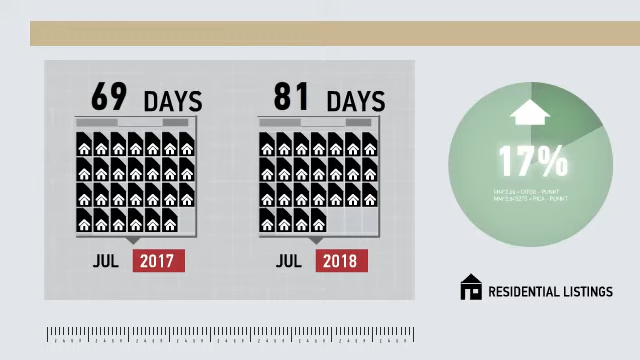 69 DAYS
81 DAYS
JUL 2017
JUL 2018
17%
RESIDENTIAL LISTINGS